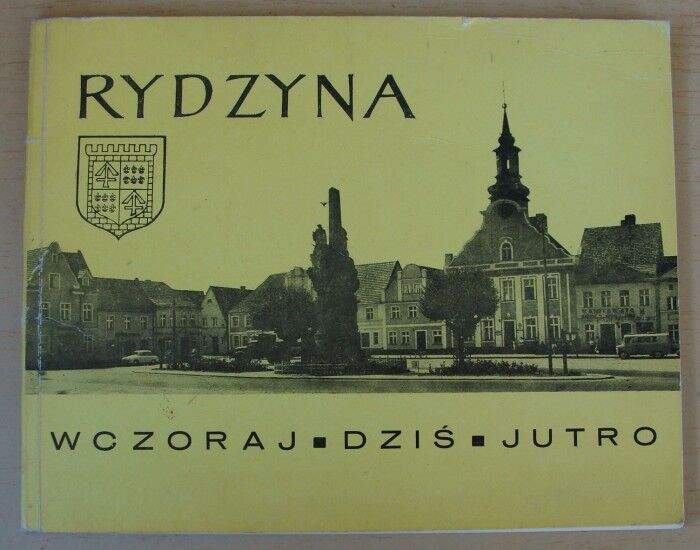 RYDZYNA
WCZORAJ ▪ DZIŚ ▪ JUTRO